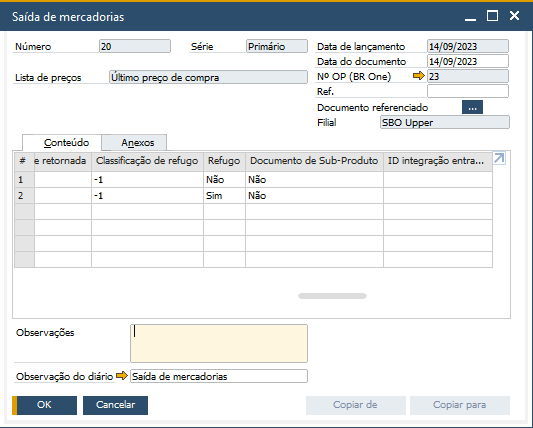 Saída de mercadorias
Número 20 Série Primário Data de lançamento 14/09/2023
Data do documento 14/09/2023
Lista de preços Último preço de compra Nº OP (BR One) 23
Ref.
Documento referenciado ...
Filial SBO Upper
Conteúdo Anexos
# e retornada Classificação de refugo Refugo Documento de Sub-Produto ID integração entra...
1 -1 Não Não
2 -1 Sim Não
Observações
Observação do diário Saída de mercadorias
OK Cancelar Copiar de Copiar para